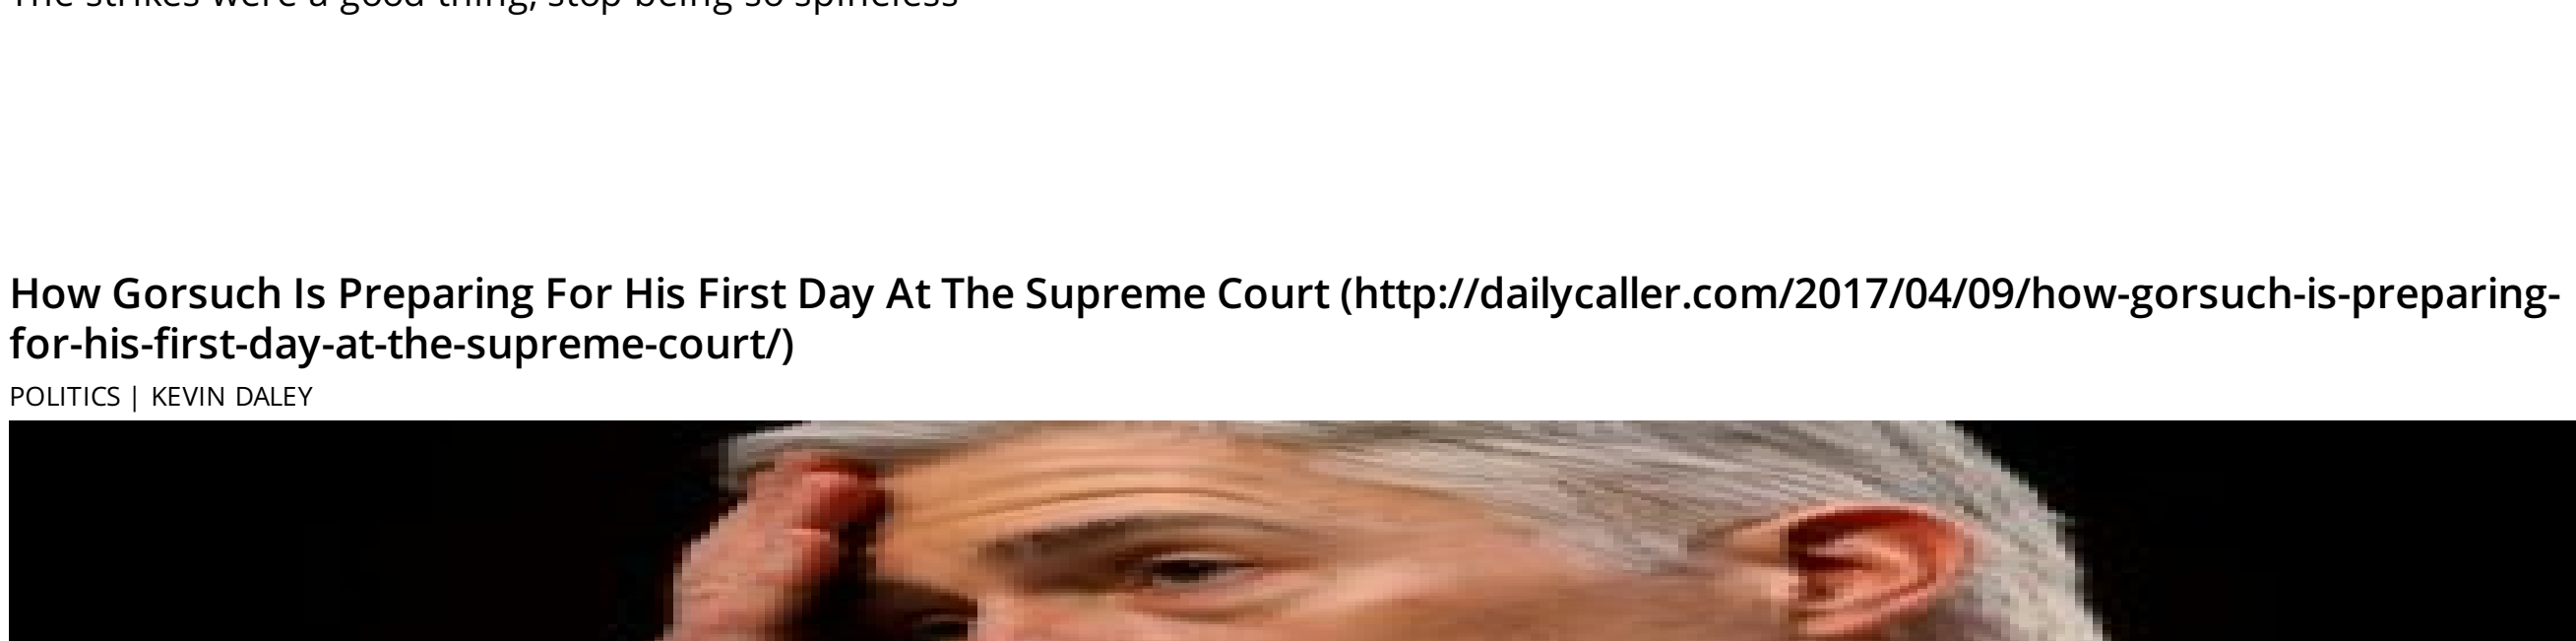 The strikes were a good thing, stop being so spineless
How Gorsuch Is Preparing For His First Day At The Supreme Court (http://dailycaller.com/2017/04/09/how-gorsuch-is-preparing-
for-his-first-day-at-the-supreme-court/)
POLITICS | KEVIN DALEY